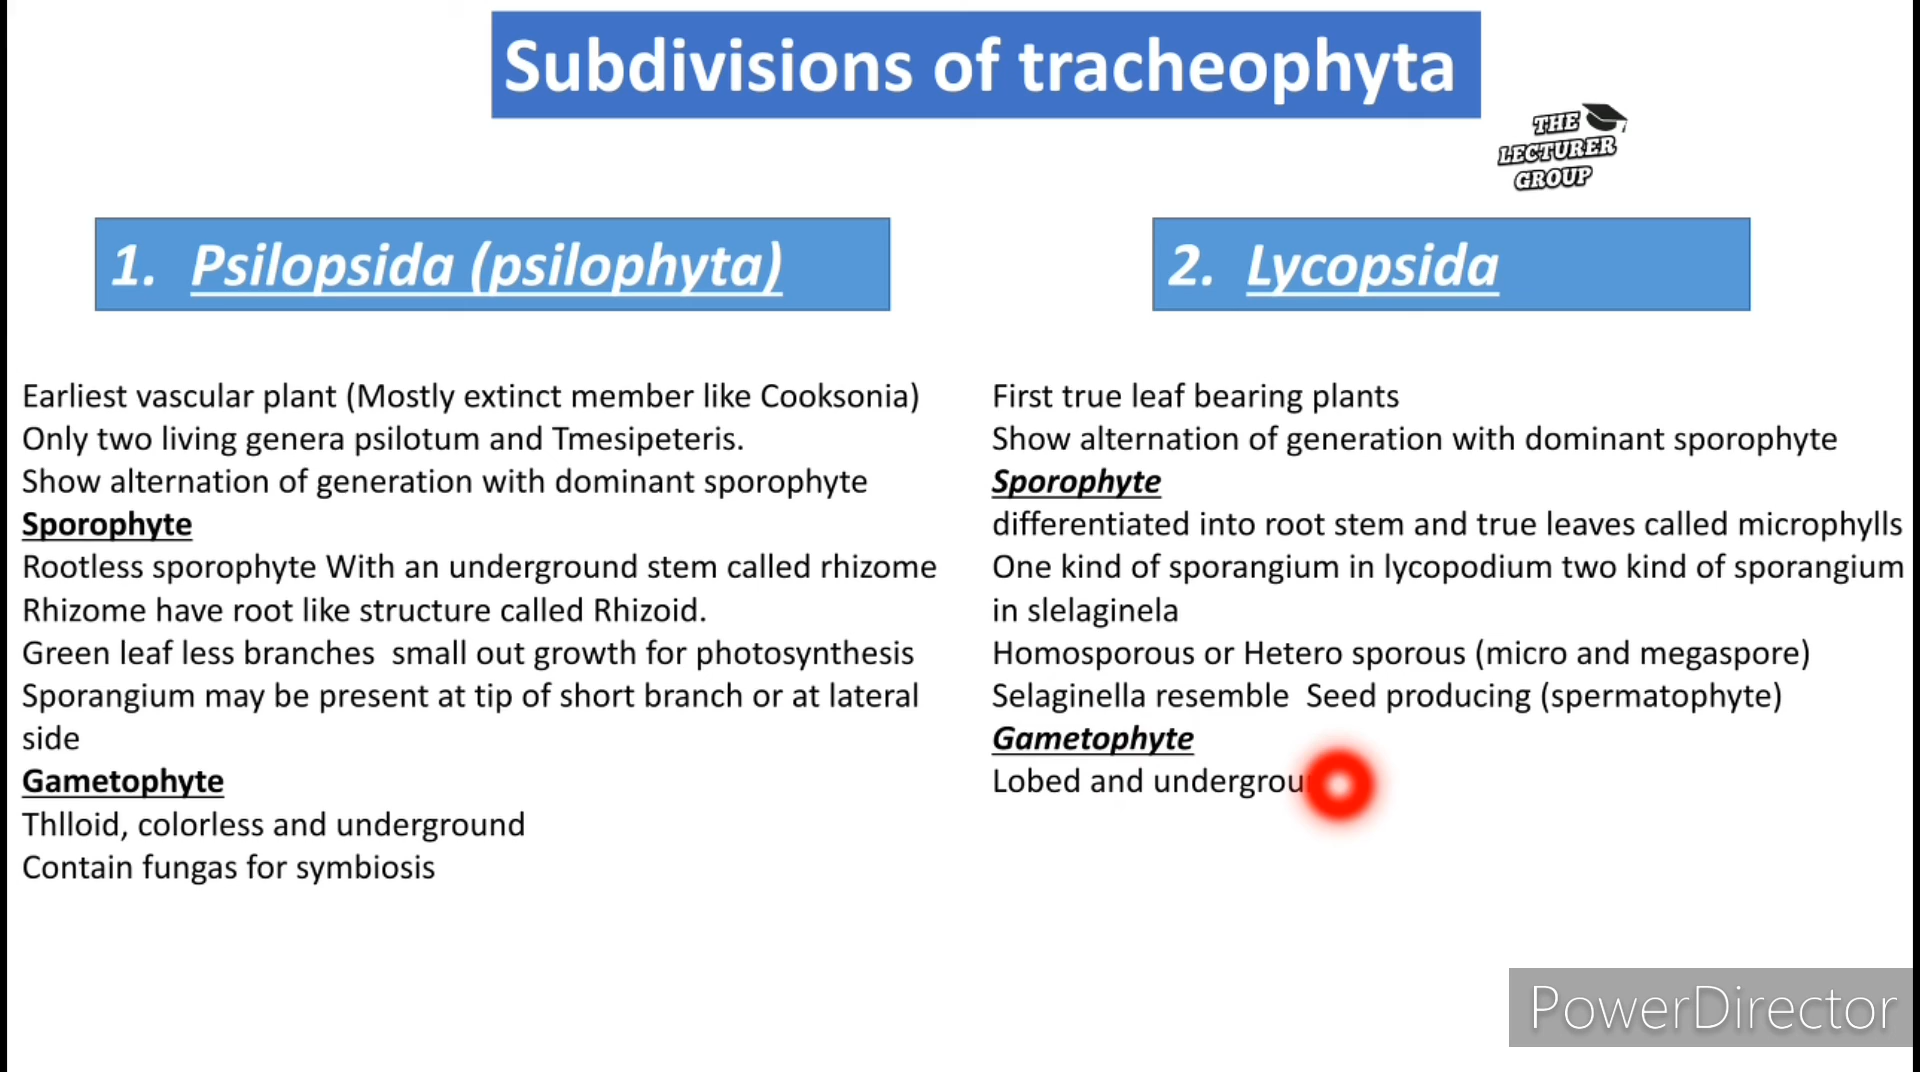 Subdivisions of tracheophyta
THE
LECTURER
GROUP
1. Psilopsida (psilophyta)
Earliest vascular plant (Mostly extinct member like Cooksonia)
Only two living genera psilotum and Tmesipeteris.
Show alternation of generation with dominant sporophyte
Sporophyte
Rootless sporophyte With an underground stem called rhizome
Rhizome have root like structure called Rhizoid.
Green leaf less branches small out growth for photosynthesis
Sporangium may be present at tip of short branch or at lateral
side
Gametophyte
Thlloid, colorless and underground
Contain fungas for symbiosis
2. Lycopsida
First true leaf bearing plants
Show alternation of generation with dominant sporophyte
Sporophyte
differentiated into root stem and true leaves called microphylls
One kind of sporangium in lycopodium two kind of sporangium
in slelaginela
Homosporous or Hetero sporous (micro and megaspore)
Selaginella resemble Seed producing (spermatophyte)
Gametophyte
Lobed and
PowerDirector